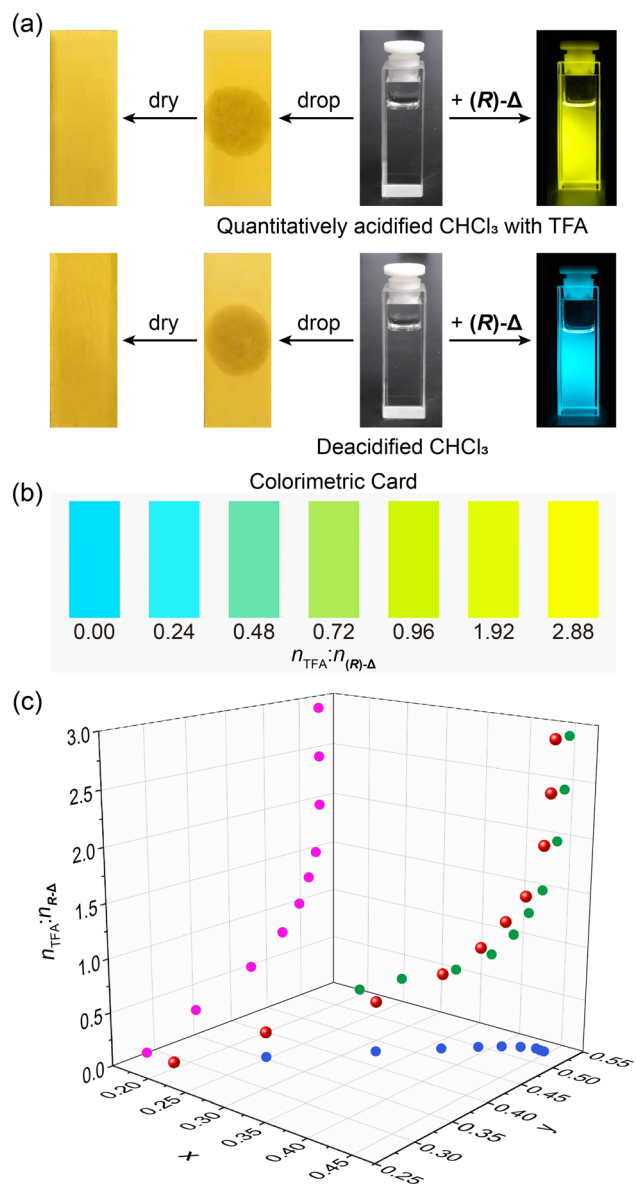 (a)
dry drop + (R)-Δ
Quantitatively acidified CHCl₃ with TFA
dry drop + (R)-Δ
Deacidified CHCl₃
(b) Colorimetric Card
0.00 0.24 0.48 0.72 0.96 1.92 2.88
nTFA:n(R)-Δ
(c)
3.0
2.5
2.0
1.5
1.0
0.5
0.0
nTFA:nR-Δ
0.20 0.25 0.30 0.35 0.40 0.45
x
0.25 0.30 0.35 0.40 0.45 0.50 0.55
y